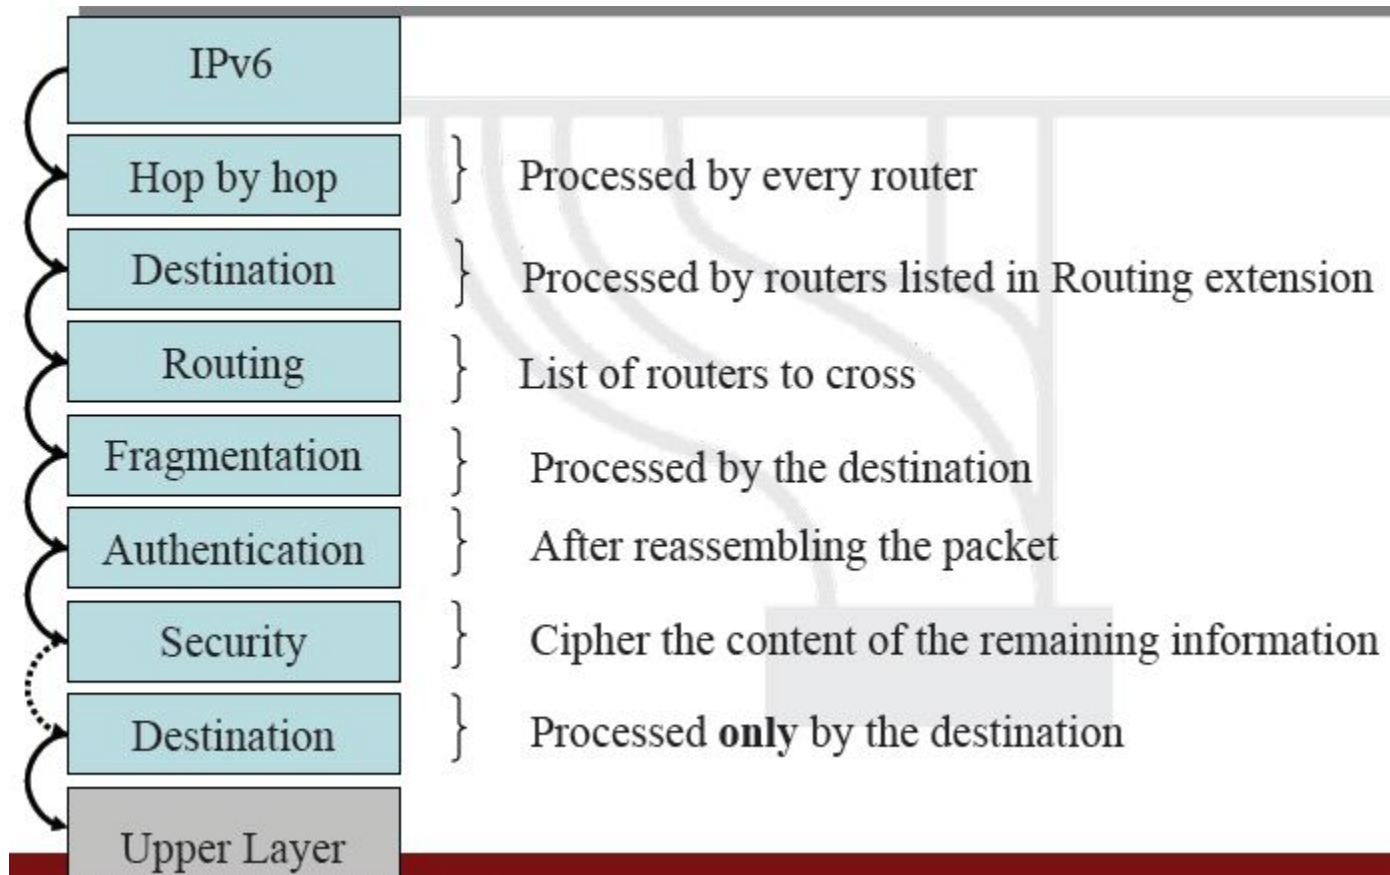 IPv6
Hop by hop } Processed by every router
Destination } Processed by routers listed in Routing extension
Routing } List of routers to cross
Fragmentation } Processed by the destination
Authentication } After reassembling the packet
Security } Cipher the content of the remaining information
Destination } Processed only by the destination
Upper Layer